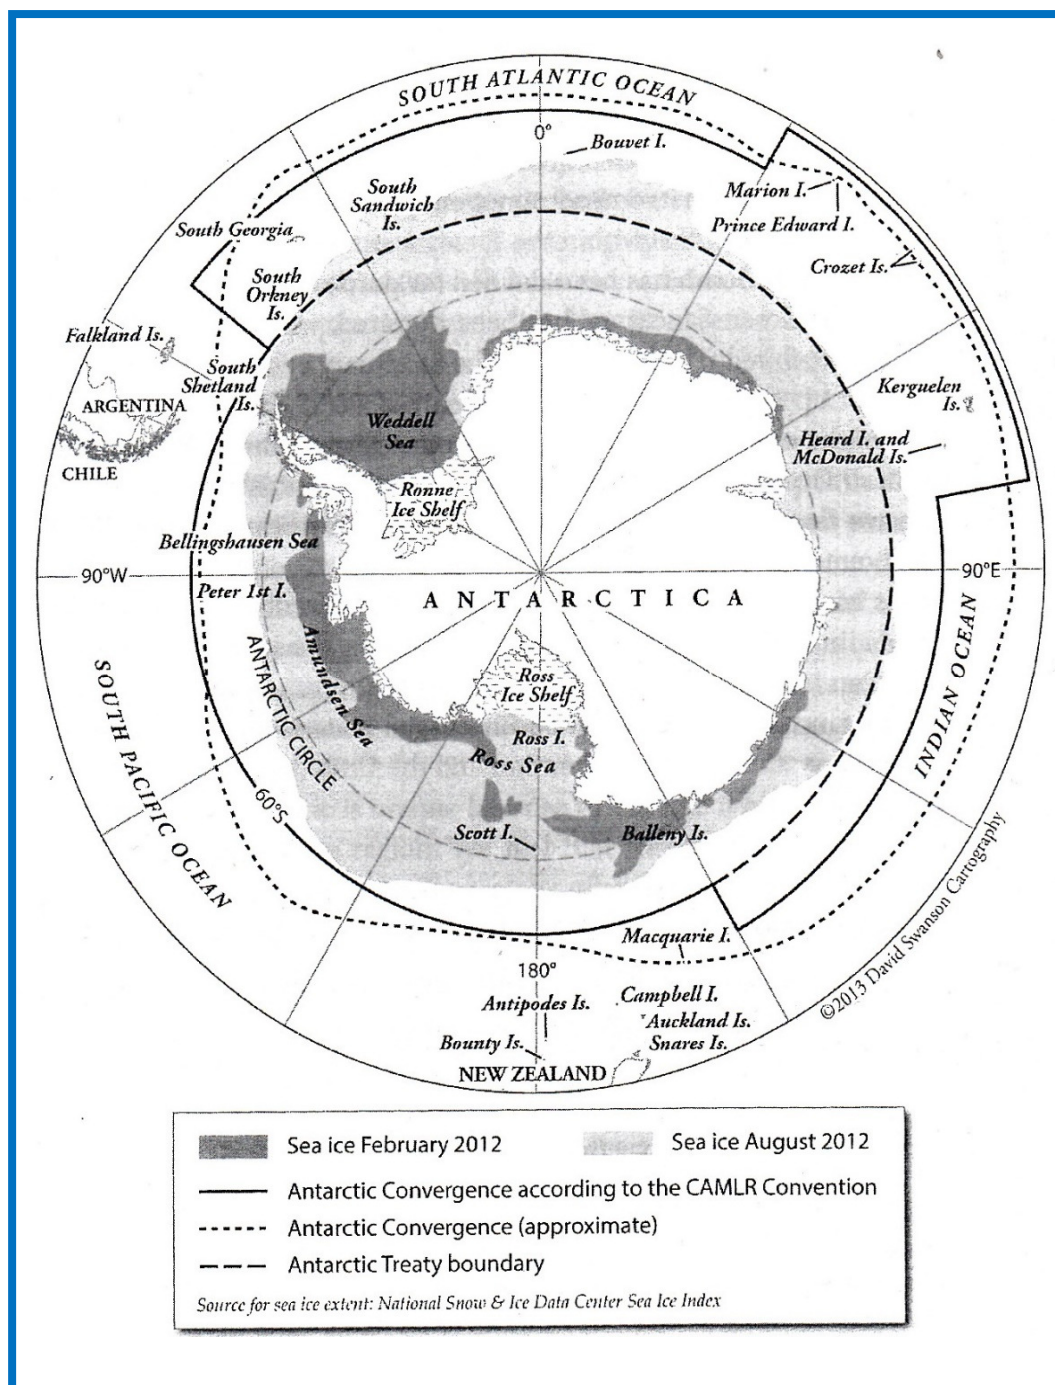 SOUTH ATLANTIC OCEAN
0°
Bouvet I.
South
Sandwich
Is.
Marion I.
Prince Edward I.
South Georgia
Crozet Is.
South
Orkney
Is.
Falkland Is.
South
Shetland
Is.
Kerguelen
Is.
ARGENTINA
Weddell
Sea
Heard I. and
McDonald Is.
CHILE
Ronne
Ice Shelf
Bellingshausen Sea
90°W
90°E
Peter 1st I.
ANTARCTICA
Amundsen Sea
ANTARCTIC CIRCLE
Ross
Ice Shelf
INDIAN OCEAN
SOUTH PACIFIC OCEAN
Ross I.
Ross Sea
60°S
Scott I.
Balleny Is.
Macquarie I.
180°
©2013 David Swanson Cartography
Antipodes Is.
Campbell I.
Auckland Is.
Bounty Is.
Snares Is.
NEW ZEALAND
Sea ice February 2012
Sea ice August 2012
Antarctic Convergence according to the CAMLR Convention
Antarctic Convergence (approximate)
Antarctic Treaty boundary
Source for sea ice extent: National Snow & Ice Data Center Sea Ice Index